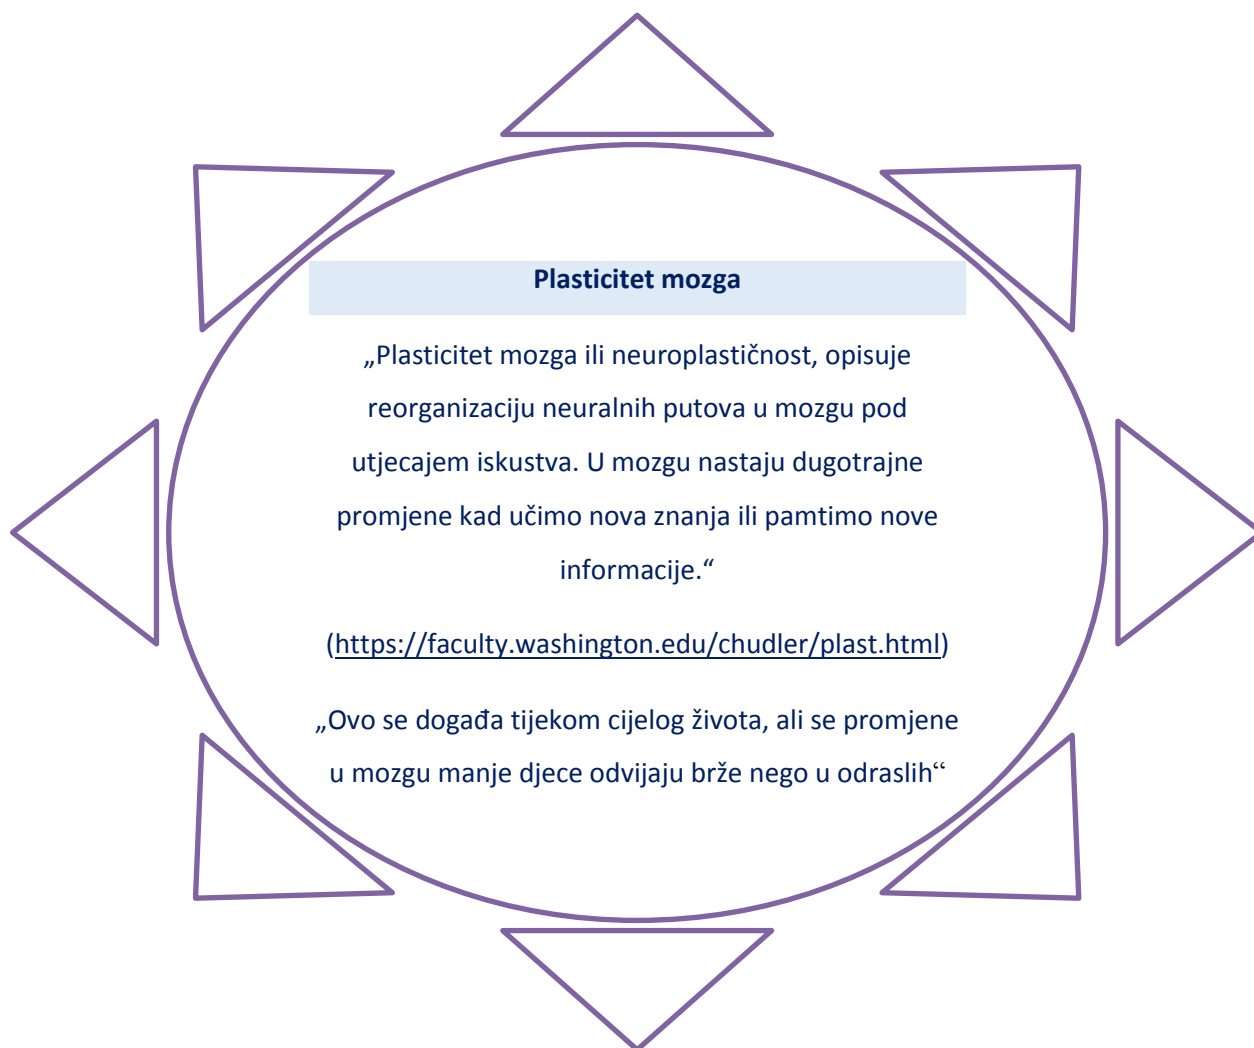 Plasticitet mozga
„Plasticitet mozga ili neuroplastičnost, opisuje
reorganizaciju neuralnih putova u mozgu pod
utjecajem iskustva. U mozgu nastaju dugotrajne
promjene kad učimo nova znanja ili pamtimo nove
informacije.“
(https://faculty.washington.edu/chudler/plast.html)
„Ovo se događa tijekom cijelog života, ali se promjene
u mozgu manje djece odvijaju brže nego u odraslih“